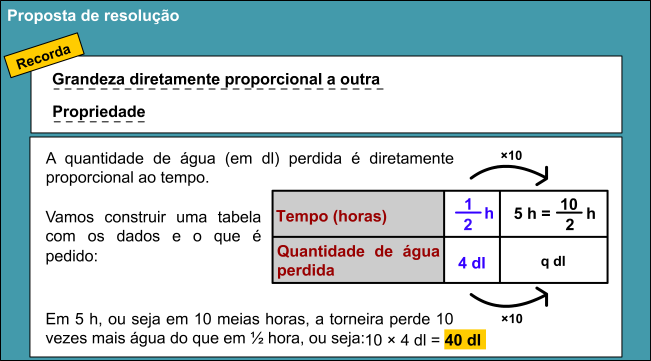 Proposta de resolução
Recorda
Grandeza diretamente proporcional a outra
Propriedade
A quantidade de água (em dl) perdida é diretamente
proporcional ao tempo.
×10
Vamos construir uma tabela
com os dados e o que é
pedido:
Tempo (horas) 1/2 h 5 h = 10/2 h
Quantidade de água
perdida 4 dl q dl
×10
Em 5 h, ou seja em 10 meias horas, a torneira perde 10
vezes mais água do que em ½ hora, ou seja:10 × 4 dl = 40 dl